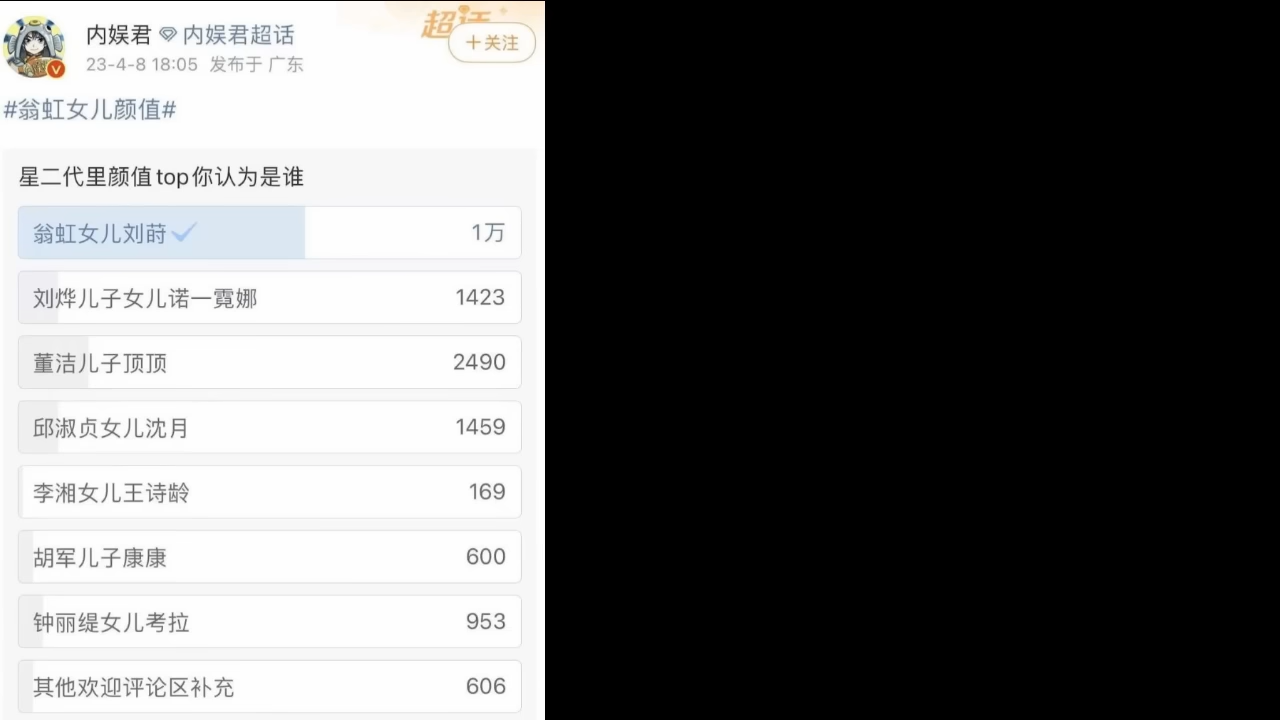 超话
内娱君 内娱君超话
+关注
23-4-8 18:05 发布于 广东
#翁虹女儿颜值#
星二代里颜值top你认为是谁
翁虹女儿刘莳 1万
刘烨儿子女儿诺一霓娜 1423
董洁儿子顶顶 2490
邱淑贞女儿沈月 1459
李湘女儿王诗龄 169
胡军儿子康康 600
钟丽缇女儿考拉 953
其他欢迎评论区补充 606